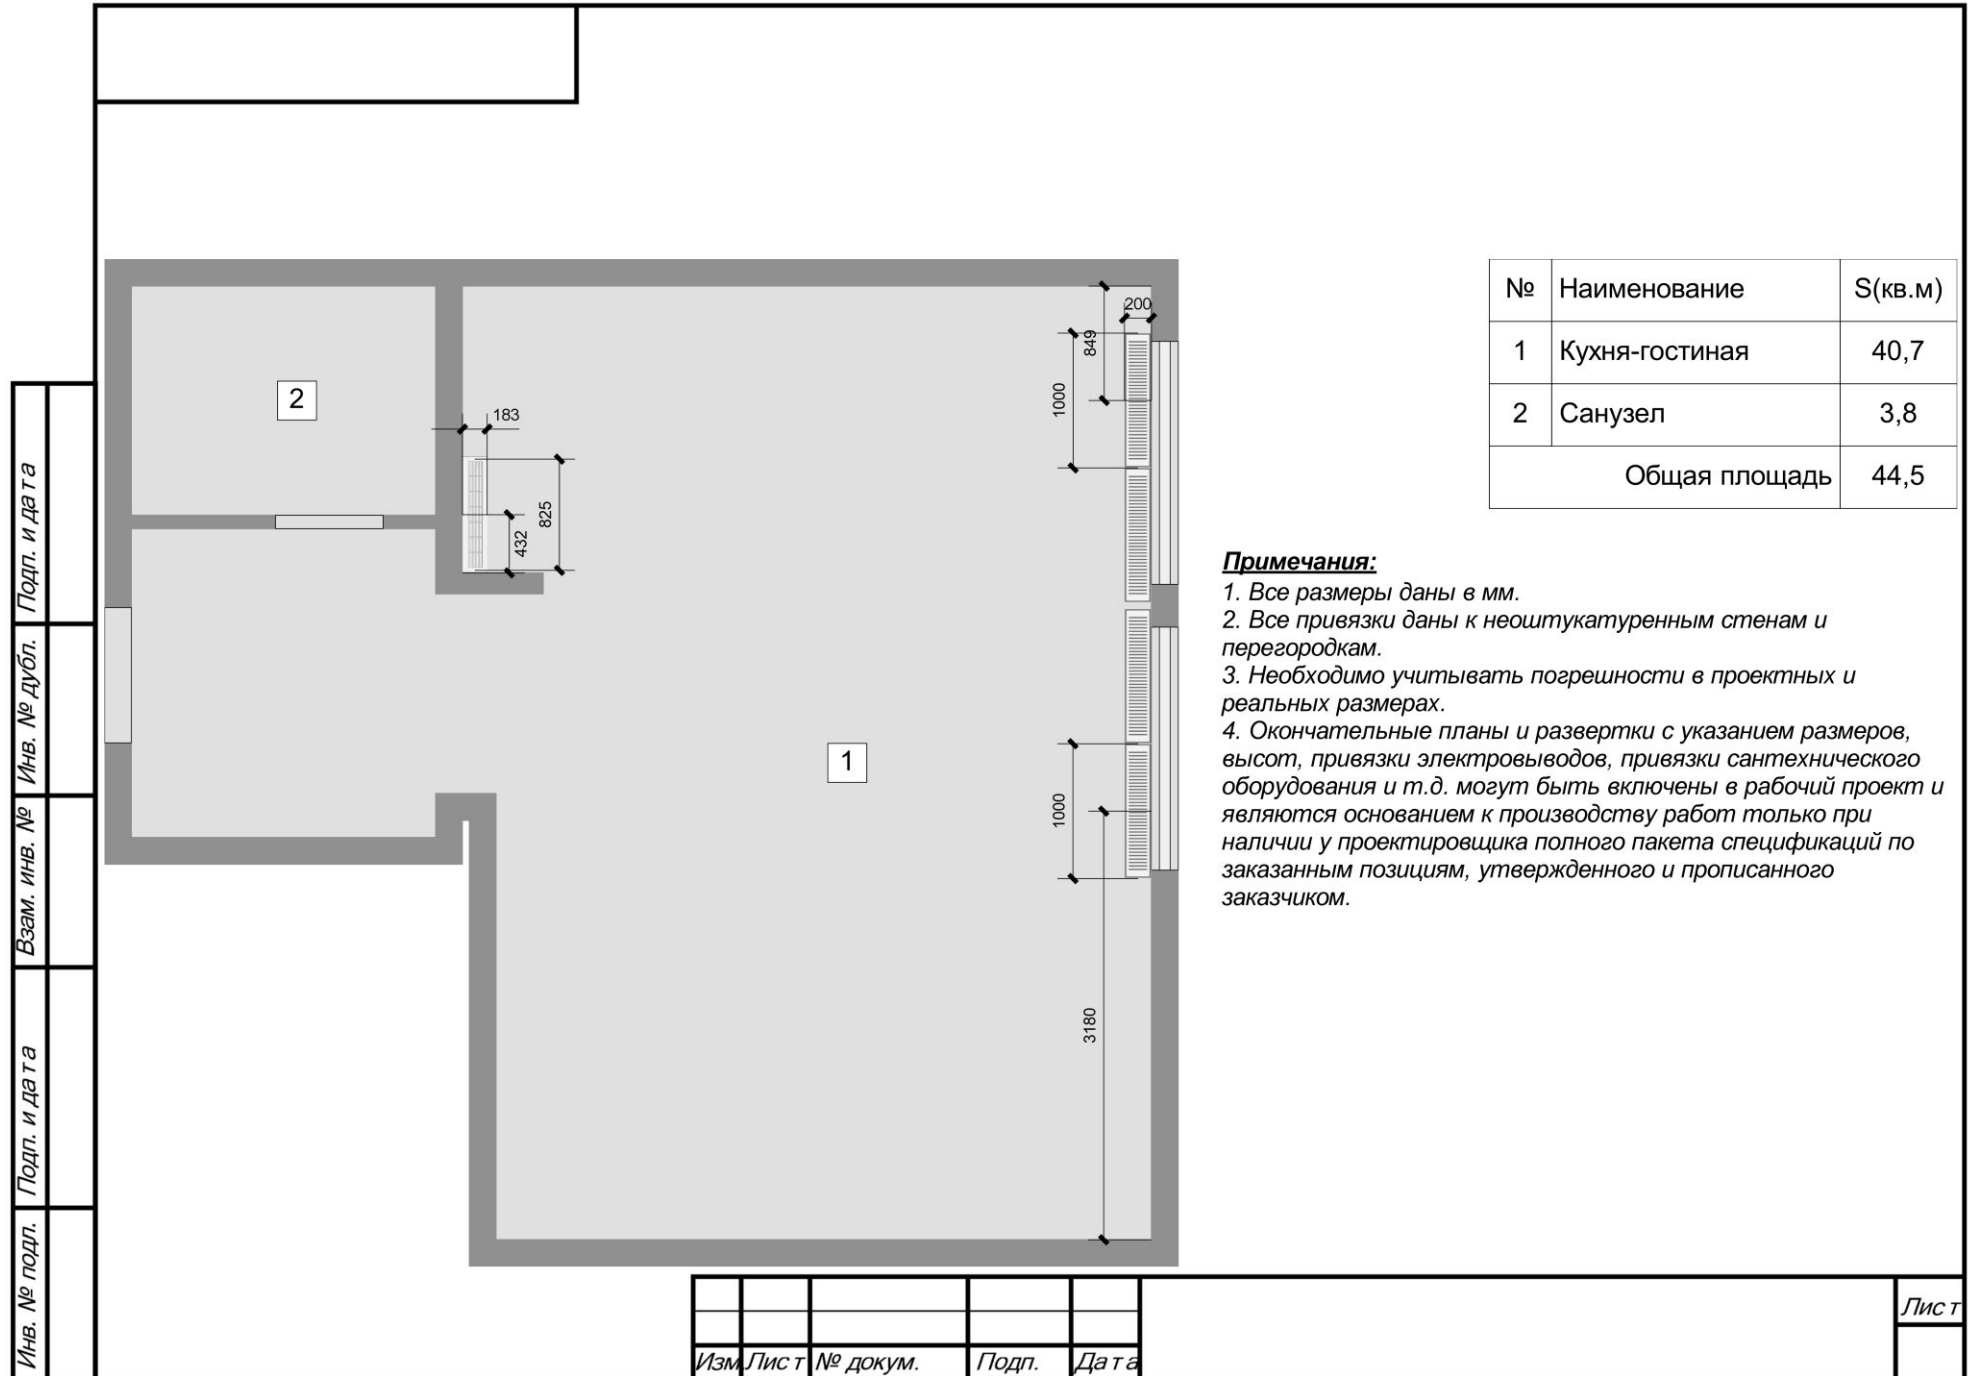 № Наименование S(кв.м)
1 Кухня-гостиная 40,7
2 Санузел 3,8
Общая площадь 44,5
Примечания:
1. Все размеры даны в мм.
2. Все привязки даны к неоштукатуренным стенам и
перегородкам.
3. Необходимо учитывать погрешности в проектных и
реальных размерах.
4. Окончательные планы и развертки с указанием размеров,
высот, привязки электровыводов, привязки сантехнического
оборудования и т.д. могут быть включены в рабочий проект и
являются основанием к производству работ только при
наличии у проектировщика полного пакета спецификаций по
заказанным позициям, утвержденного и прописанного
заказчиком.
2
183
825
432
200
849
1000
1
1000
3180
Подп. и дата
Инв. № дубл.
Взам. инв. №
Подп. и дата
Инв. № подл.
Изм Лист № докум. Подп. Дата
Лист